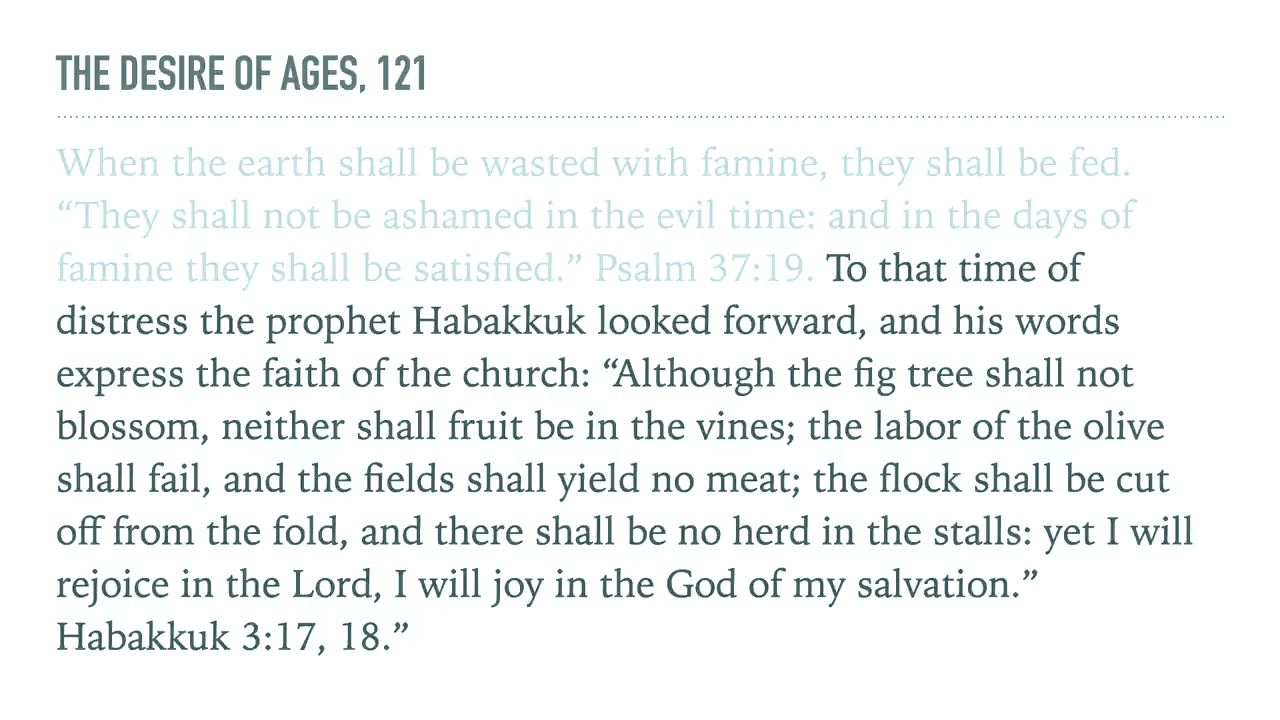 THE DESIRE OF AGES, 121
When the earth shall be wasted with famine, they shall be fed.
“They shall not be ashamed in the evil time: and in the days of
famine they shall be satisfied.” Psalm 37:19. To that time of
distress the prophet Habakkuk looked forward, and his words
express the faith of the church: “Although the fig tree shall not
blossom, neither shall fruit be in the vines; the labor of the olive
shall fail, and the fields shall yield no meat; the flock shall be cut
off from the fold, and there shall be no herd in the stalls: yet I will
rejoice in the Lord, I will joy in the God of my salvation.”
Habakkuk 3:17, 18.”